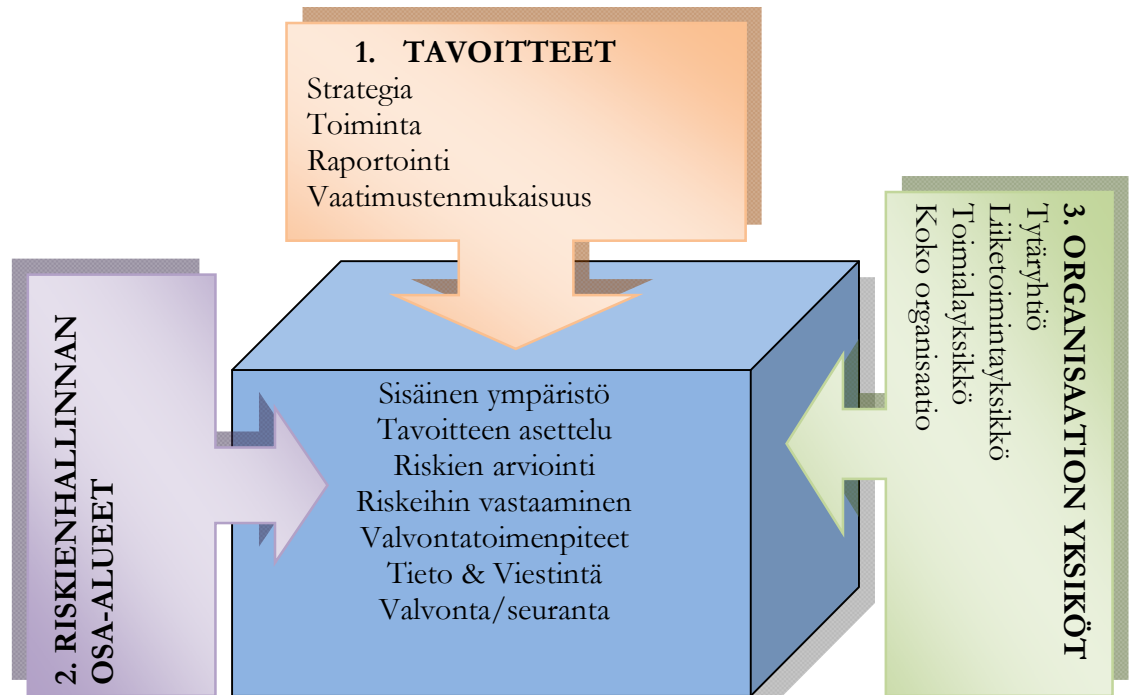 1. TAVOITTEET
Strategia
Toiminta
Raportointi
Vaatimustenmukaisuus
2. RISKIENHALLINNAN
OSA-ALUEET
Sisäinen ympäristö
Tavoitteen asettelu
Riskien arviointi
Riskeihin vastaaminen
Valvontatoimenpiteet
Tieto & Viestintä
Valvonta/seuranta
3. ORGANISAATION YKSIKÖT
Tytäryhtiö
Liiketoimintayksikkö
Toimialayksikkö
Koko organisaatio